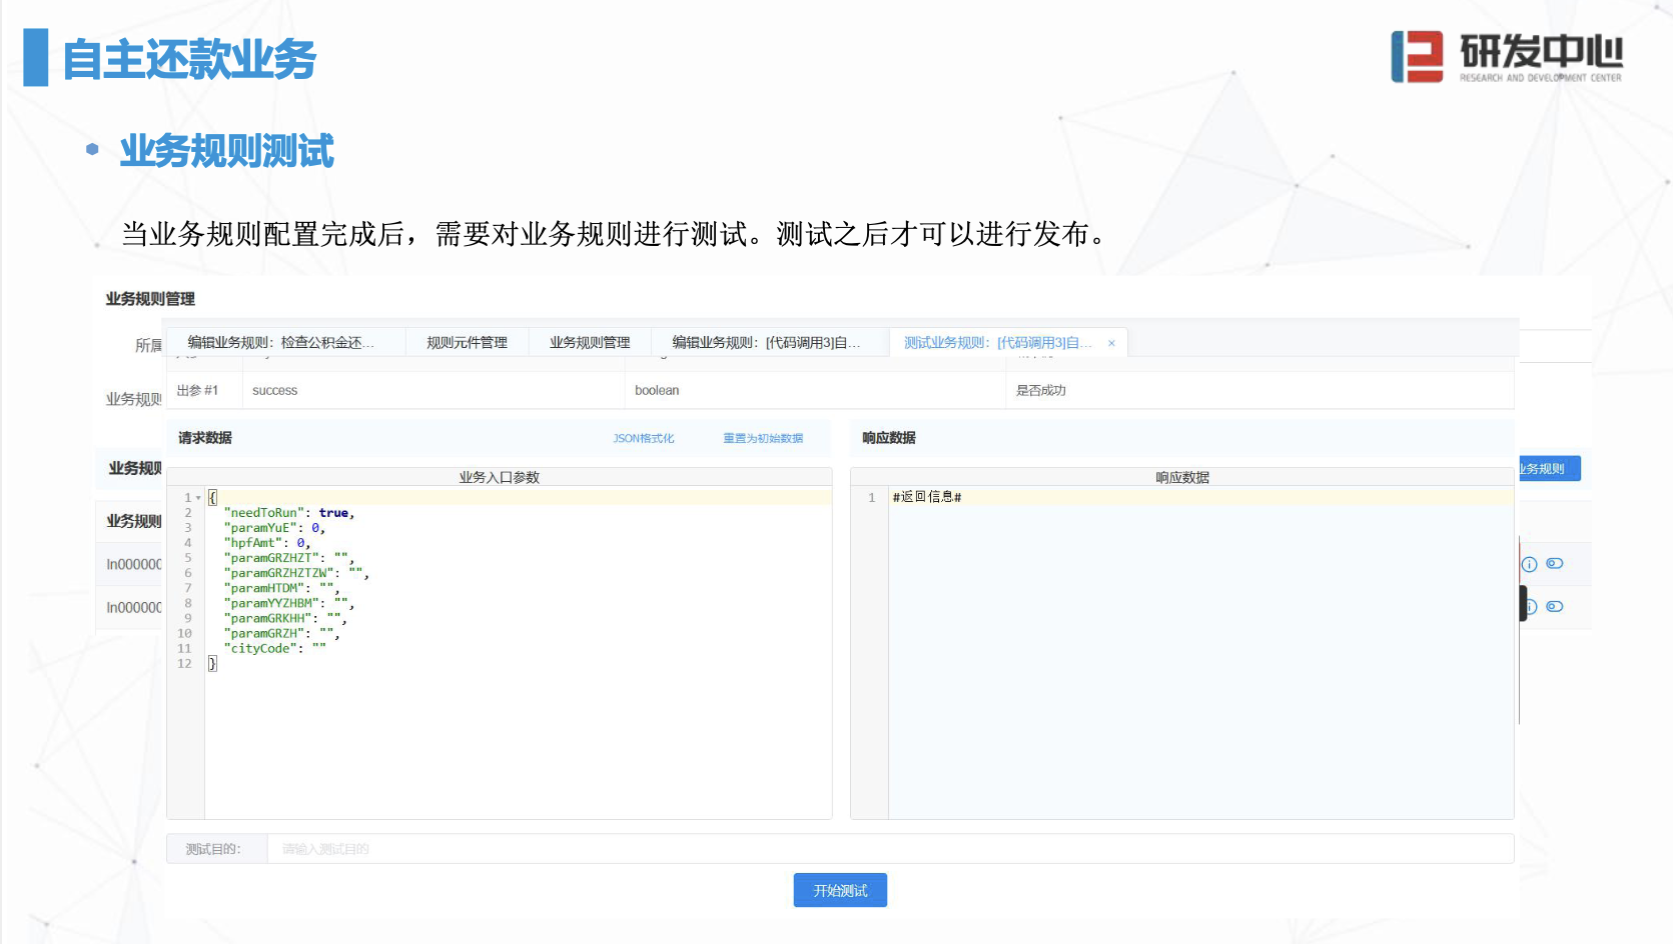 自主还款业务
研发中心
RESEARCH AND DEVELOPMENT CENTER
业务规则测试
当业务规则配置完成后，需要对业务规则进行测试。测试之后才可以进行发布。
业务规则管理
所属
编辑业务规则：检查公积金还...
规则元件管理
业务规则管理
编辑业务规则：[代码调用3]自...
测试业务规则：[代码调用3]自... ×
业务规则
出参 #1
success
boolean
是否成功
请求数据
JSON格式化
重置为初始数据
响应数据
业务规则
业务规则
业务入口参数
响应数据
1 {
2 "needToRun": true,
3 "paramYuE": 0,
4 "hpfAmt": 0,
5 "paramGRZHZT": "",
6 "paramGRZHZTZW": "",
7 "paramHTDM": "",
8 "paramYYZHBM": "",
9 "paramGRKHH": "",
10 "paramGRZH": "",
11 "cityCode": ""
12 }
1 #返回信息#
业务规则
ln000000
ln000000
测试目的：
请输入测试目的
开始测试